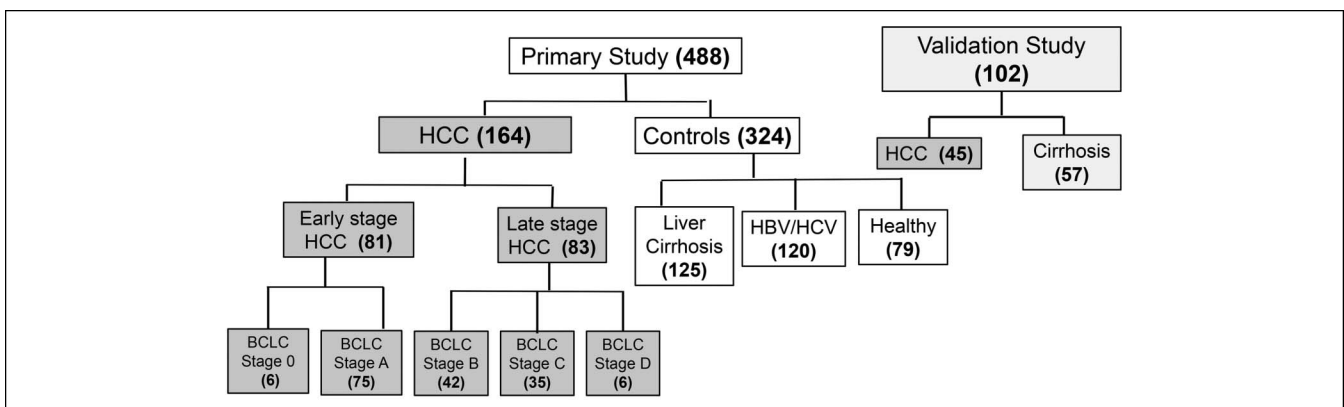 Primary Study (488)
Validation Study
(102)
HCC (164)
Controls (324)
HCC (45)
Cirrhosis
(57)
Early stage
HCC (81)
Late stage
HCC (83)
Liver
Cirrhosis
(125)
HBV/HCV
(120)
Healthy
(79)
BCLC
Stage 0
(6)
BCLC
Stage A
(75)
BCLC
Stage B
(42)
BCLC
Stage C
(35)
BCLC
Stage D
(6)